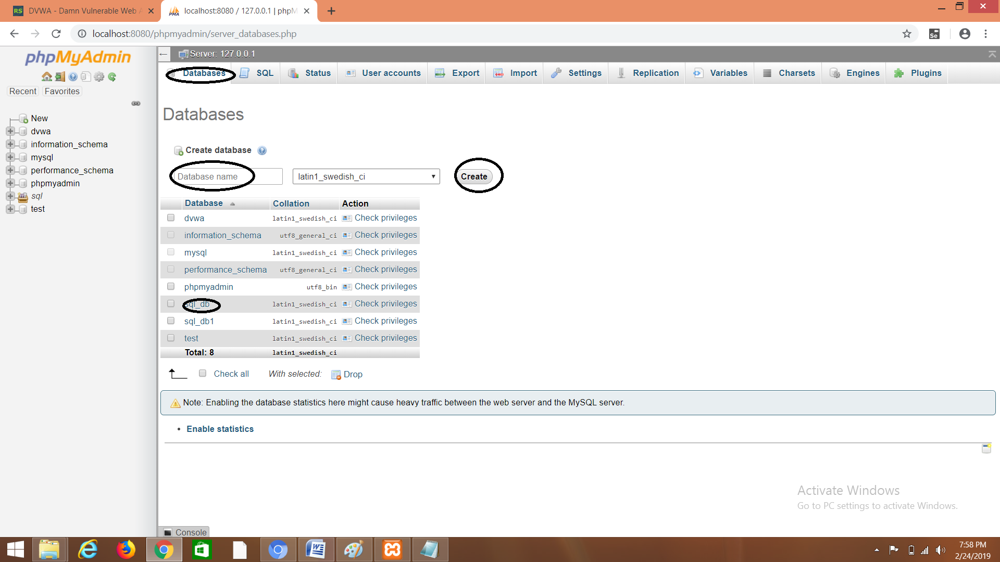 DVWA - Damn Vulnerable Web A
localhost:8080 / 127.0.0.1 | phpM
localhost:8080/phpmyadmin/server_databases.php
phpMyAdmin
Recent Favorites
New
dvwa
information_schema
mysql
performance_schema
phpmyadmin
sql
test
Server: 127.0.0.1
Databases SQL Status User accounts Export Import Settings Replication Variables Charsets Engines Plugins
Databases
Create database
Database name latin1_swedish_ci Create
Database Collation Action
dvwa latin1_swedish_ci Check privileges
information_schema utf8_general_ci Check privileges
mysql latin1_swedish_ci Check privileges
performance_schema utf8_general_ci Check privileges
phpmyadmin utf8_bin Check privileges
sql_db latin1_swedish_ci Check privileges
sql_db1 latin1_swedish_ci Check privileges
test latin1_swedish_ci Check privileges
Total: 8 latin1_swedish_ci
Check all With selected: Drop
Note: Enabling the database statistics here might cause heavy traffic between the web server and the MySQL server.
• Enable statistics
Activate Windows
Go to PC settings to activate Windows.
Console
7:58 PM
2/24/2019
RS
PMA
Se